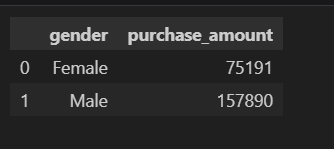 gender purchase_amount
0 Female 75191
1 Male 157890